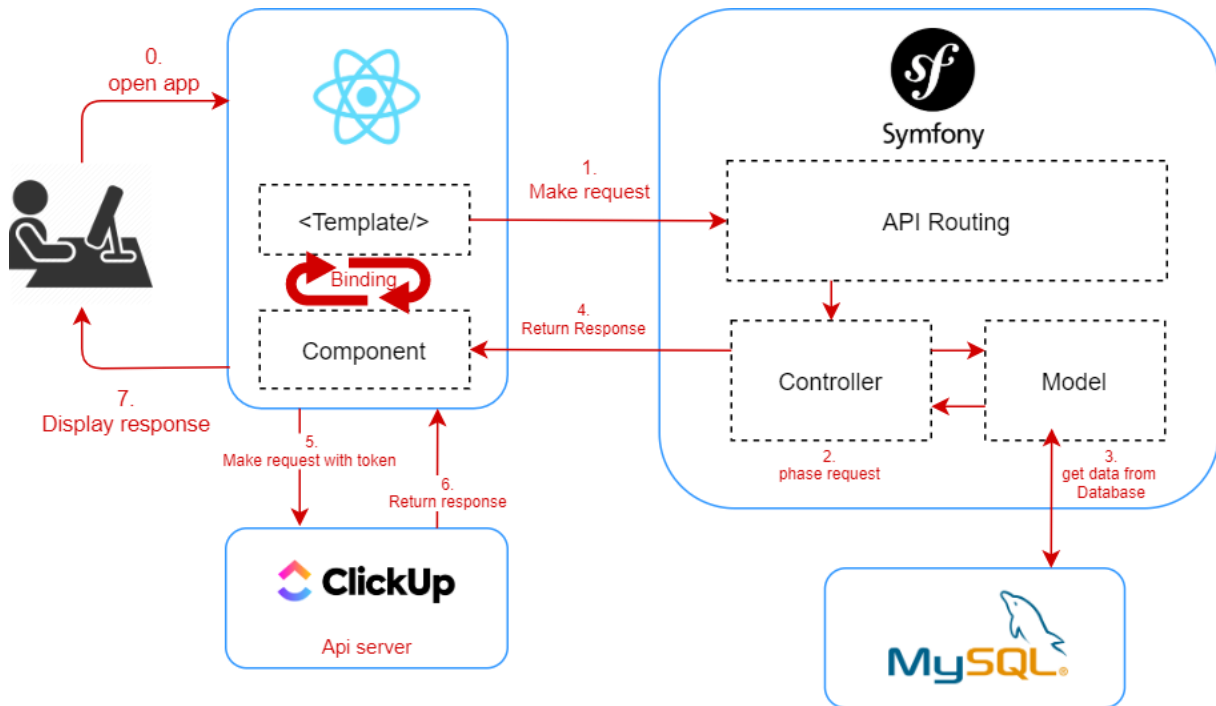 0.
open app
sf
Symfony
1.
Make request
<Template/>
API Routing
Binding
4.
Return Response
Component
Controller
Model
7.
Display response
5.
Make request with token
6.
Return response
2.
phase request
3.
get data from
Database
ClickUp
Api server
MySQL®